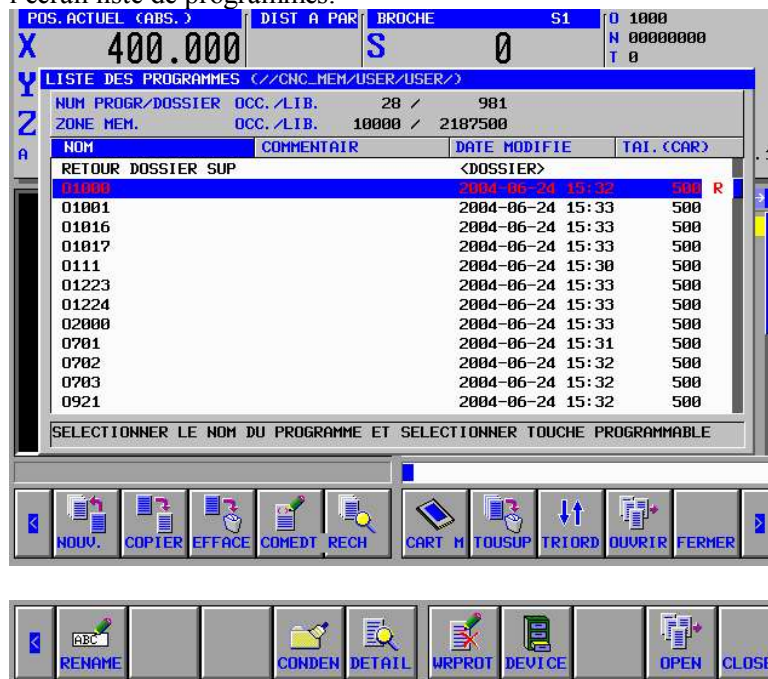 l'écran liste de programmes.
POS.ACTUEL (ABS.) DIST A PAR BROCHE S1 O 1000
N 00000000
T 0
X 400.000 S 0
Y
Z
A
LISTE DES PROGRAMMES (//CNC_MEM/USER/USER/)
NUM PROGR/DOSSIER OCC./LIB. 28 / 981
ZONE MEM. OCC./LIB. 10000 / 2187500
NOM COMMENTAIR DATE MODIFIE TAI.(CAR)
RETOUR DOSSIER SUP <DOSSIER>
O1000 2004-06-24 15:32 500 R
O1001 2004-06-24 15:33 500
O1016 2004-06-24 15:33 500
O1017 2004-06-24 15:33 500
O111 2004-06-24 15:30 500
O1223 2004-06-24 15:33 500
O1224 2004-06-24 15:33 500
O2000 2004-06-24 15:33 500
O701 2004-06-24 15:31 500
O702 2004-06-24 15:32 500
O703 2004-06-24 15:32 500
O921 2004-06-24 15:32 500
SELECTIONNER LE NOM DU PROGRAMME ET SELECTIONNER TOUCHE PROGRAMMABLE
< NOUV. COPIER EFFACE COMEDT RECH CART M TOUSUP TRIORD OUVRIR FERMER >
< ABC RENAME CONDEN DETAIL WRPROT DEVICE OPEN CLOSE